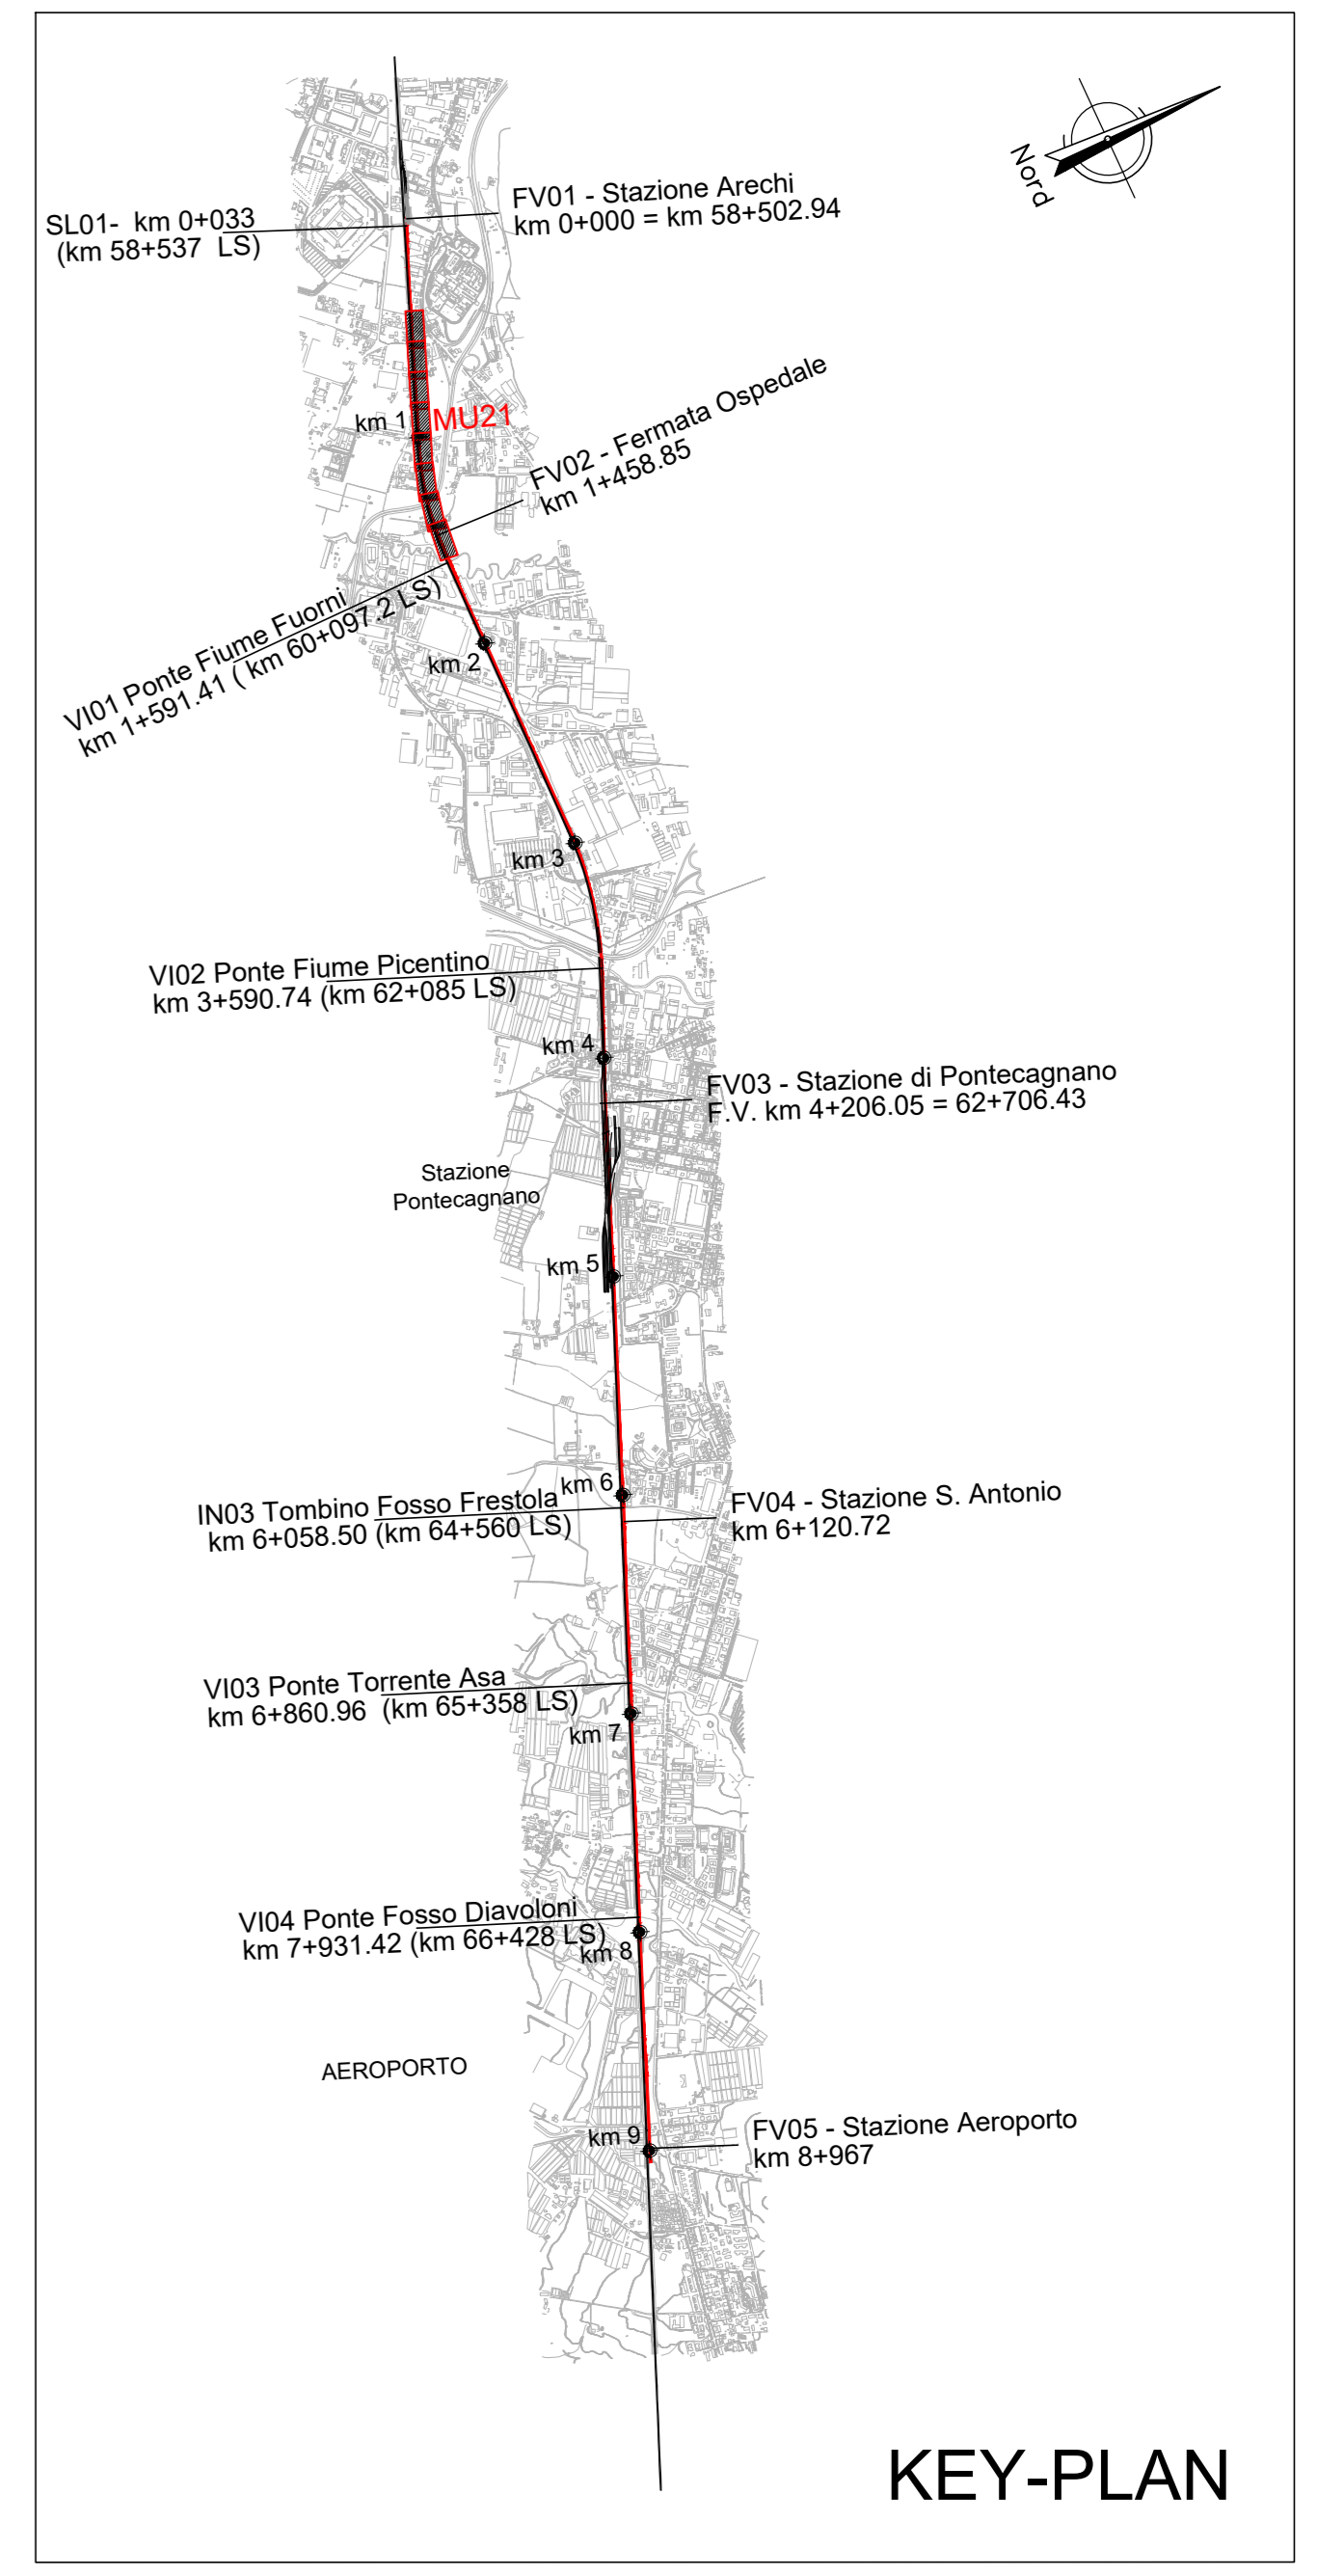 Nord
FV01 - Stazione Arechi
km 0+000 = km 58+502.94
SL01-  km 0+033
(km 58+537  LS)
km 1
MU21
FV02 - Fermata Ospedale
km 1+458.85
VI01 Ponte Fiume Fuorni
km 1+591.41 ( km 60+097.2 LS)
km 2
km 3
VI02 Ponte Fiume Picentino
km 3+590.74 (km 62+085 LS)
km 4
FV03 - Stazione di Pontecagnano
F.V. km 4+206.05 = 62+706.43
Stazione
Pontecagnano
km 5
km 6
IN03 Tombino Fosso Frestola
km 6+058.50 (km 64+560 LS)
FV04 - Stazione S. Antonio
km 6+120.72
VI03 Ponte Torrente Asa
km 6+860.96  (km 65+358 LS)
km 7
VI04 Ponte Fosso Diavoloni
km 7+931.42 (km 66+428 LS)
km 8
AEROPORTO
km 9
FV05 - Stazione Aeroporto
km 8+967
KEY-PLAN